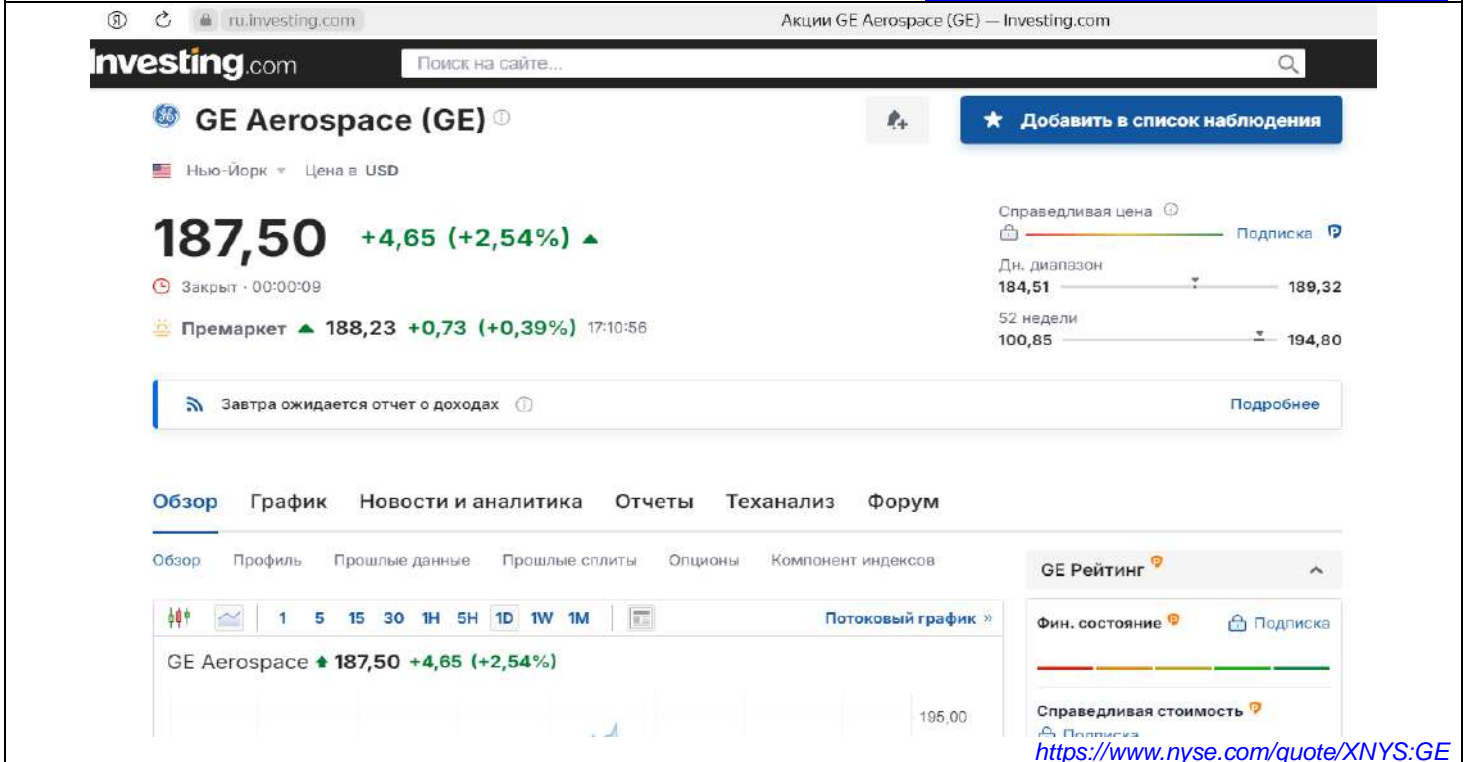 ru.investing.com Акции GE Aerospace (GE) — Investing.com
Investing.com Поиск на сайте...
GE Aerospace (GE)
Добавить в список наблюдения
Нью-Йорк Цена в USD
187,50 +4,65 (+2,54%)
Закрыт · 00:00:09
Премаркет 188,23 +0,73 (+0,39%) 17:10:56
Справедливая цена
Подписка
Дн. диапазон
184,51 189,32
52 недели
100,85 194,80
Завтра ожидается отчет о доходах Подробнее
Обзор График Новости и аналитика Отчеты Теханализ Форум
Обзор Профиль Прошлые данные Прошлые сплиты Опционы Компонент индексов
1 5 15 30 1H 5H 1D 1W 1M Потоковый график »
GE Aerospace 187,50 +4,65 (+2,54%)
195,00
GE Рейтинг
Фин. состояние Подписка
Справедливая стоимость
Подписка
https://www.nyse.com/quote/XNYS:GE